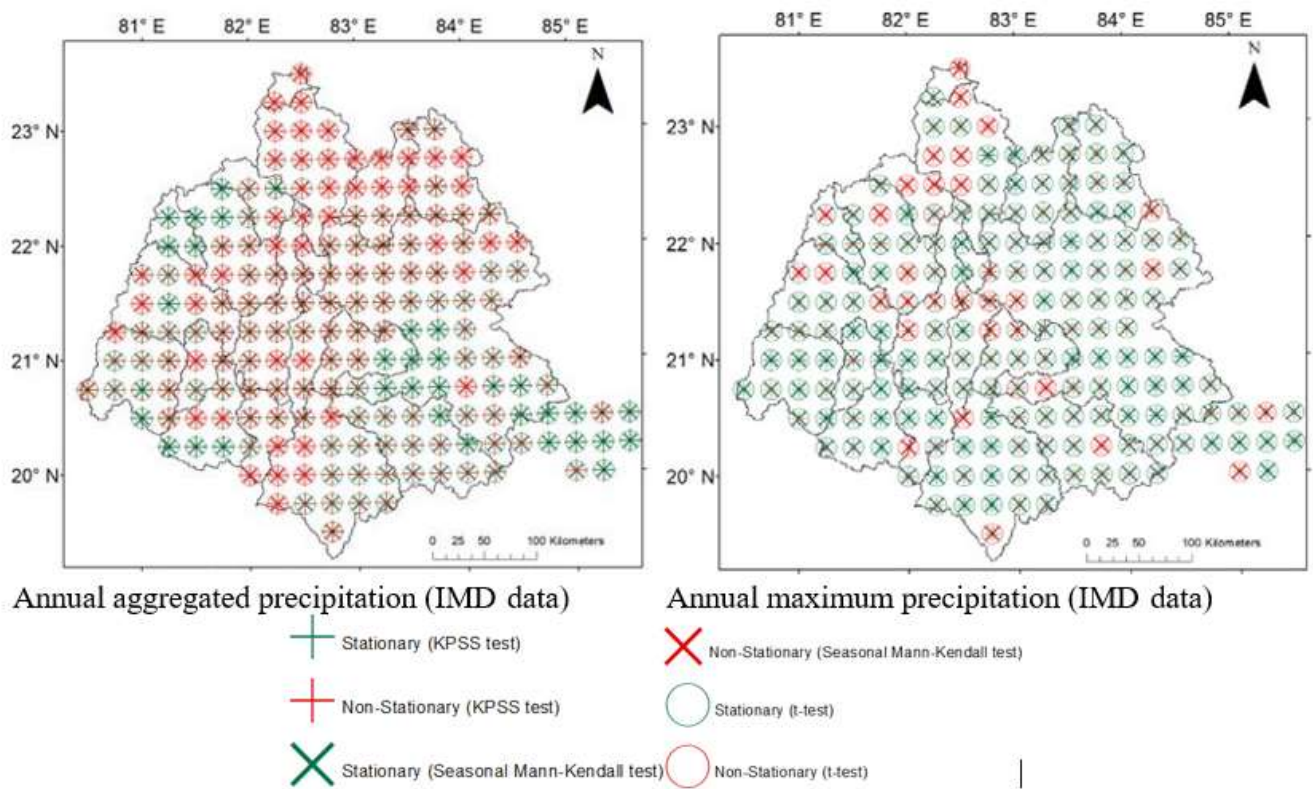 81° E 82° E 83° E 84° E 85° E
N
23° N
22° N
21° N
20° N
0 25 50 100 Kilometers
81° E 82° E 83° E 84° E 85° E
N
23° N
22° N
21° N
20° N
0 25 50 100 Kilometers
Annual aggregated precipitation (IMD data)
Annual maximum precipitation (IMD data)
Stationary (KPSS test)
Non-Stationary (Seasonal Mann-Kendall test)
Non-Stationary (KPSS test)
Stationary (t-test)
Stationary (Seasonal Mann-Kendall test)
Non-Stationary (t-test)